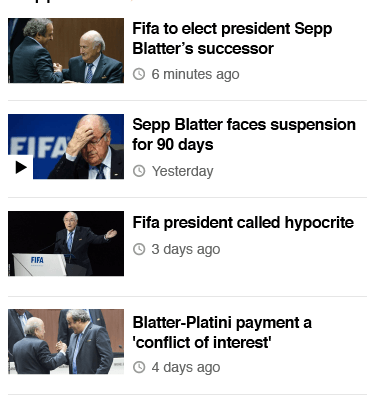 Fifa to elect president Sepp
Blatter’s successor
6 minutes ago
FIFA
Sepp Blatter faces suspension
for 90 days
Yesterday
FIFA
Fifa president called hypocrite
3 days ago
Blatter-Platini payment a
'conflict of interest'
4 days ago